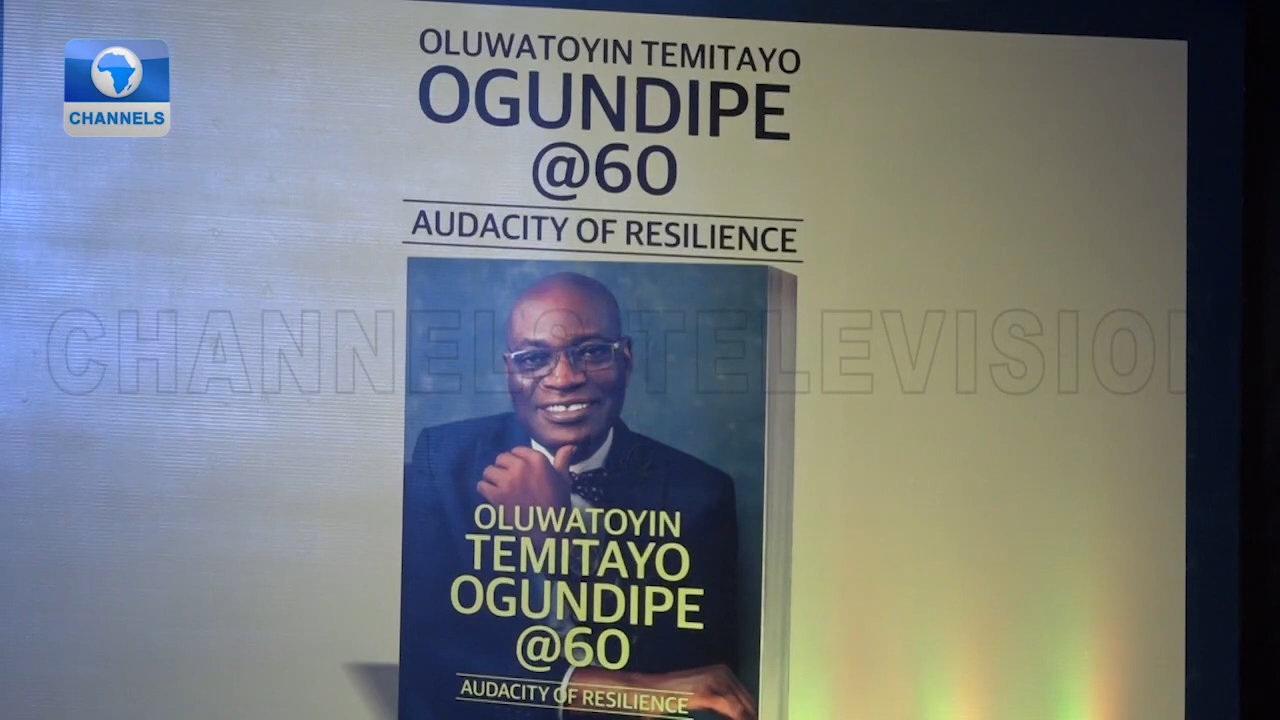 CHANNELS
OLUWATOYIN TEMITAYO
OGUNDIPE
@60
AUDACITY OF RESILIENCE
CHANNELS TELEVISION
OLUWATOYIN
TEMITAYO
OGUNDIPE
@60
AUDACITY OF RESILIENCE